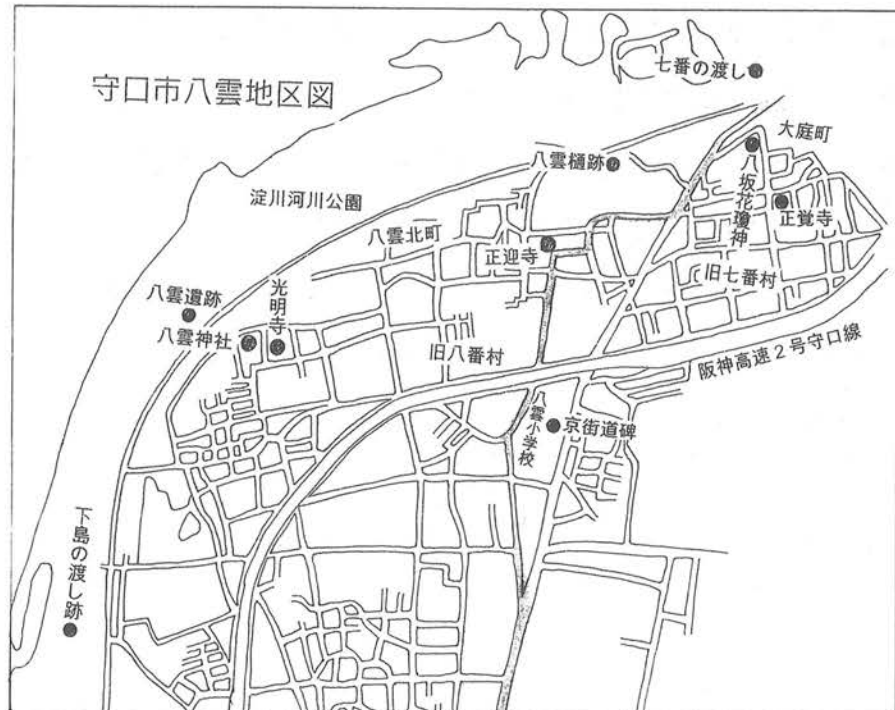 守口市八雲地区図
七番の渡し
大庭町
八雲樋跡
八坂花瓊神
正覚寺
淀川河川公園
八雲北町
正迎寺
旧七番村
八雲遺跡
光明寺
八雲神社
旧八番村
阪神高速2号守口線
八雲小学校
京街道碑
下島の渡し跡